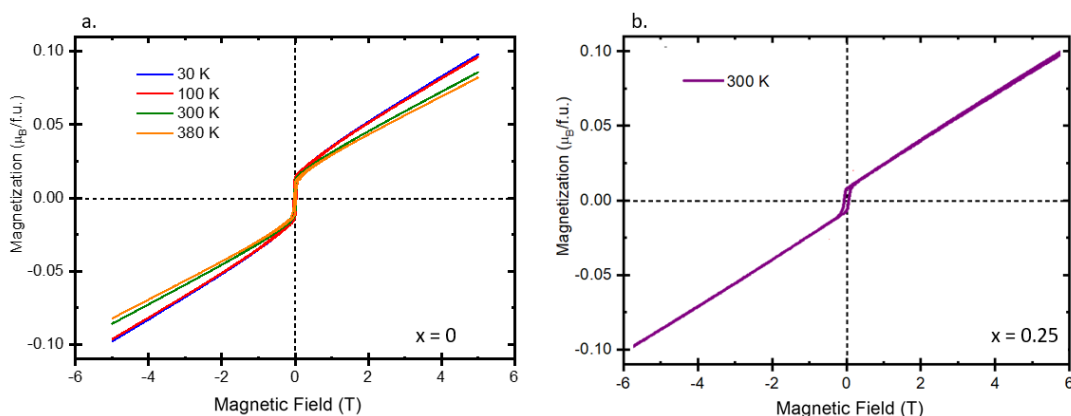 a.
0.10
0.05
0.00
-0.05
-0.10
Magnetization (μB/f.u.)
30 K
100 K
300 K
380 K
x = 0
-6 -4 -2 0 2 4 6
Magnetic Field (T)
b.
0.10
0.05
0.00
-0.05
-0.10
Magnetization (μB/f.u.)
300 K
x = 0.25
-6 -4 -2 0 2 4 6
Magnetic Field (T)